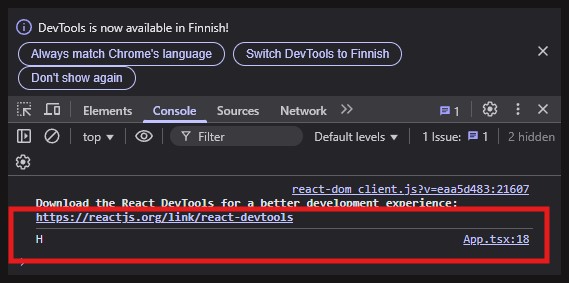 DevTools is now available in Finnish!
Always match Chrome's language
Switch DevTools to Finnish
Don't show again
Elements Console Sources Network 1
top Filter Default levels 1 Issue: 1 2 hidden
react-dom_client.js?v=eaa5d483:21607
Download the React DevTools for a better development experience:
https://reactjs.org/link/react-devtools
H App.tsx:18